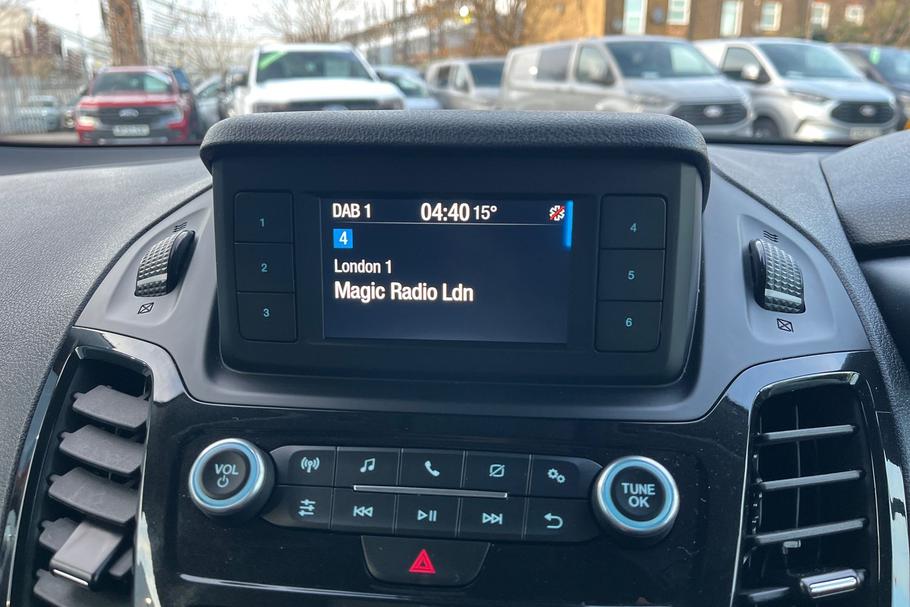 DAB 1 04:40 15°
4
London 1
Magic Radio Ldn
1
2
3
4
5
6
VOL
TUNE
OK